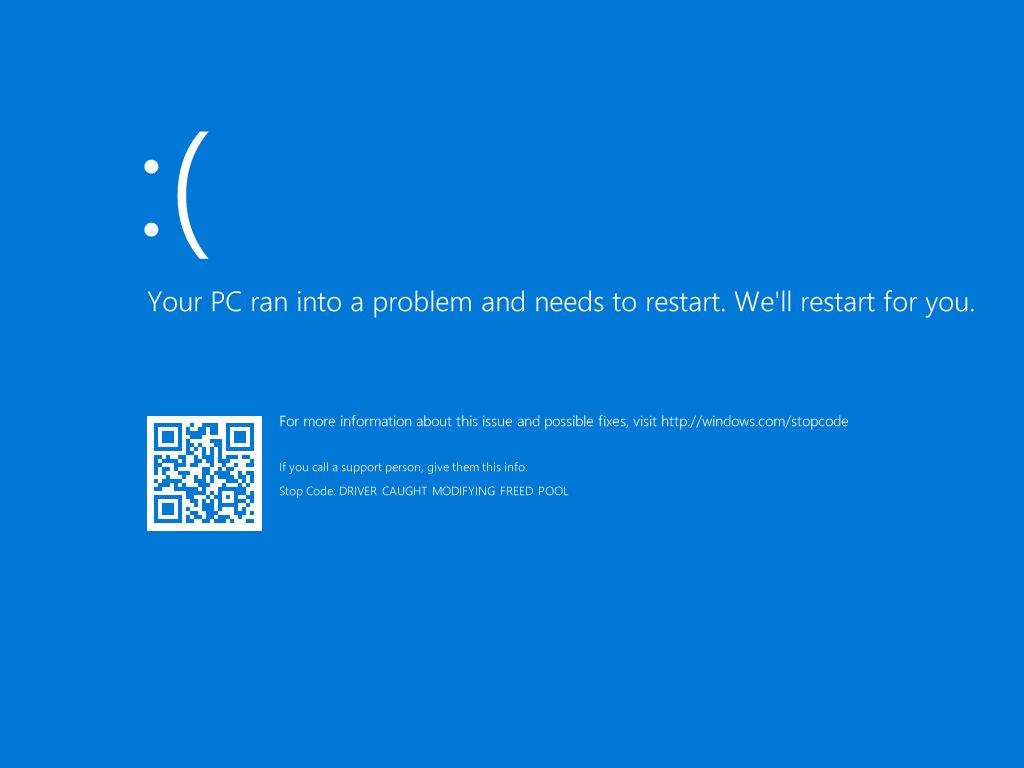 :(
Your PC ran into a problem and needs to restart. We'll restart for you.
For more information about this issue and possible fixes, visit http://windows.com/stopcode
If you call a support person, give them this info:
Stop Code: DRIVER CAUGHT MODIFYING FREED POOL